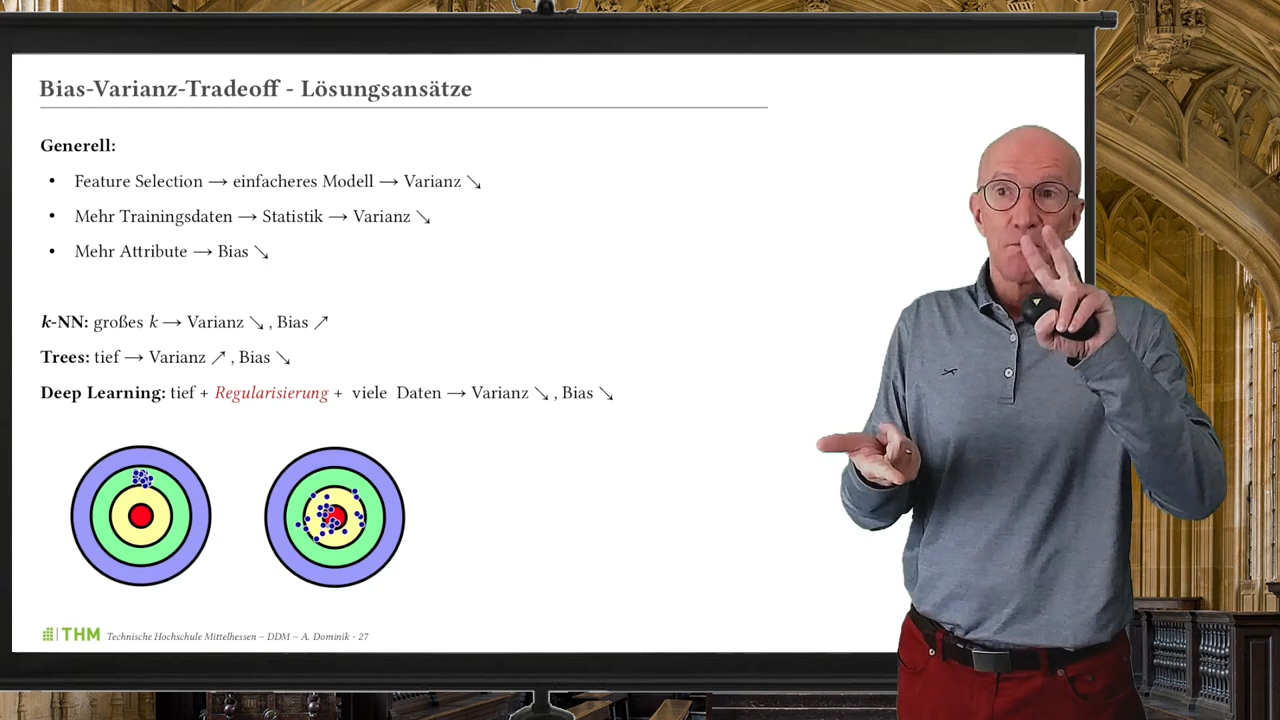 Bias-Varianz-Tradeoff - Lösungsansätze
Generell:
• Feature Selection → einfacheres Modell → Varianz ↘
• Mehr Trainingsdaten → Statistik → Varianz ↘
• Mehr Attribute → Bias ↘
k-NN: großes k → Varianz ↘ , Bias ↗
Trees: tief → Varianz ↗ , Bias ↘
Deep Learning: tief + Regularisierung + viele Daten → Varianz ↘ , Bias ↘
THM Technische Hochschule Mittelhessen – DDM – A. Dominik - 27